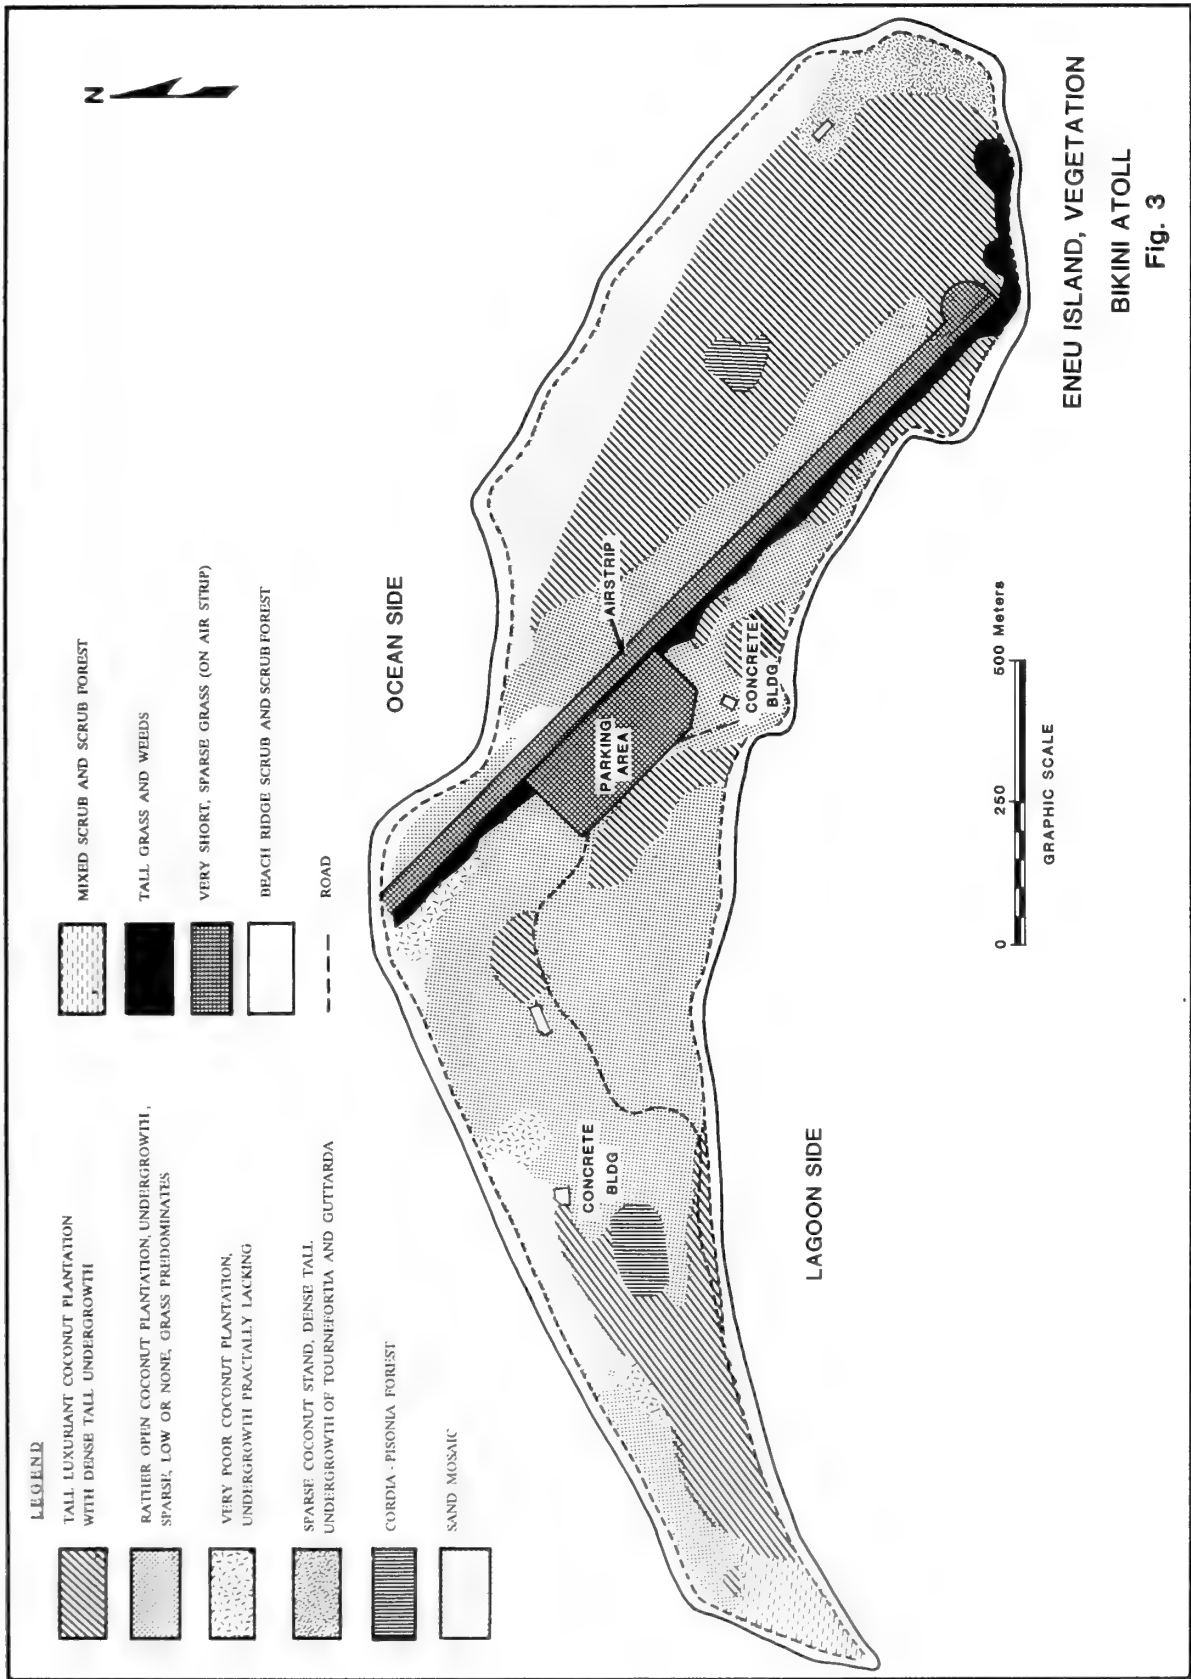 LEGEND
TALL LUXURIANT COCONUT PLANTATION
WITH DENSE TALL UNDERGROWTH
RATHER OPEN COCONUT PLANTATION, UNDERGROWTH,
SPARSE, LOW OR NONE, GRASS PREDOMINATES
VERY POOR COCONUT PLANTATION,
UNDERGROWTH PRACTALLY LACKING
SPARSE COCONUT STAND, DENSE TALL
UNDERGROWTH OF TOURNEFORTIA AND GUTTARDA
CORDIA - PISONIA FOREST
SAND MOSAIC
MIXED SCRUB AND SCRUB FOREST
TALL GRASS AND WEEDS
VERY SHORT, SPARSE GRASS (ON AIR STRIP)
BEACH RIDGE SCRUB AND SCRUB FOREST
ROAD
N
OCEAN SIDE
AIRSTRIP
PARKING
AREA
CONCRETE
BLDG
CONCRETE
BLDG
LAGOON SIDE
0 250 500 Meters
GRAPHIC SCALE
ENEU ISLAND, VEGETATION
BIKINI ATOLL
Fig. 3